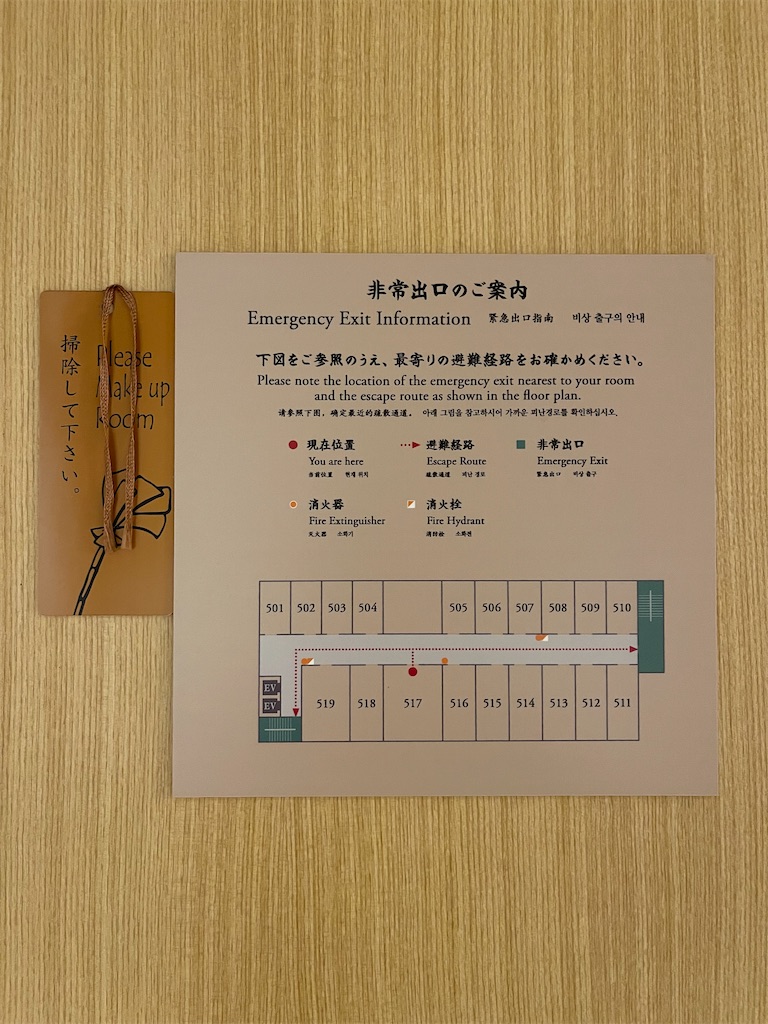 掃除して下さい。
Please
Make up
Room
非常出口のご案内
Emergency Exit Information 緊急出口指南 비상 출구의 안내
下図をご参照のうえ、最寄りの避難経路をお確かめください。
Please note the location of the emergency exit nearest to your room
and the escape route as shown in the floor plan.
请参照下图，确定最近的疏散通道。 아래 그림을 참고하시어 가까운 피난경로를 확인하십시오.
現在位置 避難経路 非常出口
You are here Escape Route Emergency Exit
当前位置 현재 위치 疏散通道 피난 경로 緊急出口 비상 출구
消火器 消火栓
Fire Extinguisher Fire Hydrant
灭火器 소화기 消防栓 소화전
501 502 503 504 505 506 507 508 509 510
EV
EV
519 518 517 516 515 514 513 512 511